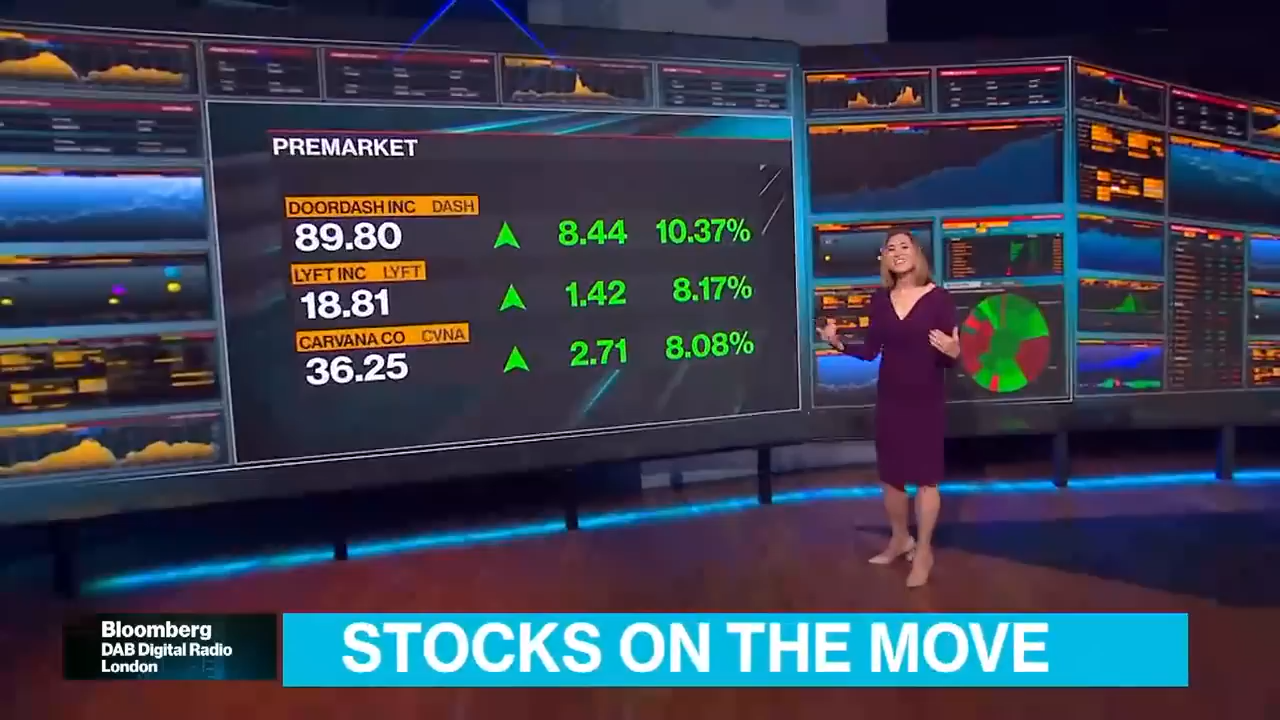 PREMARKET
DOORDASH INC DASH
89.80 ▲ 8.44 10.37%
LYFT INC LYFT
18.81 ▲ 1.42 8.17%
CARVANA CO CVNA
36.25 ▲ 2.71 8.08%
Bloomberg
DAB Digital Radio
London
STOCKS ON THE MOVE